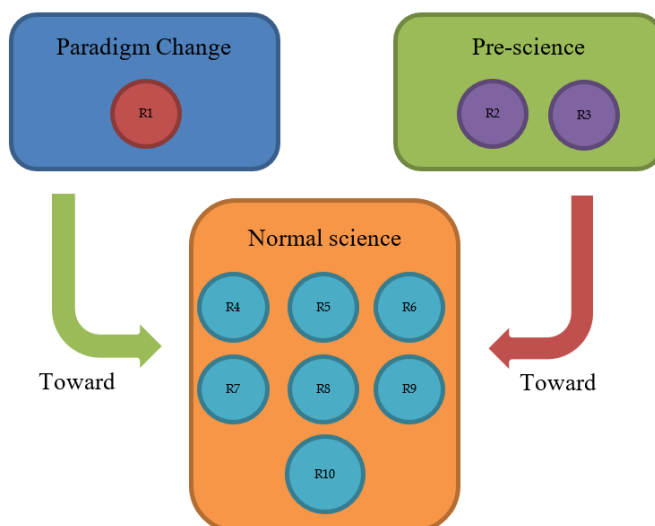 Paradigm Change
Pre-science
R1
R2
R3
Normal science
R4
R5
R6
R7
R8
R9
Toward
Toward
R10